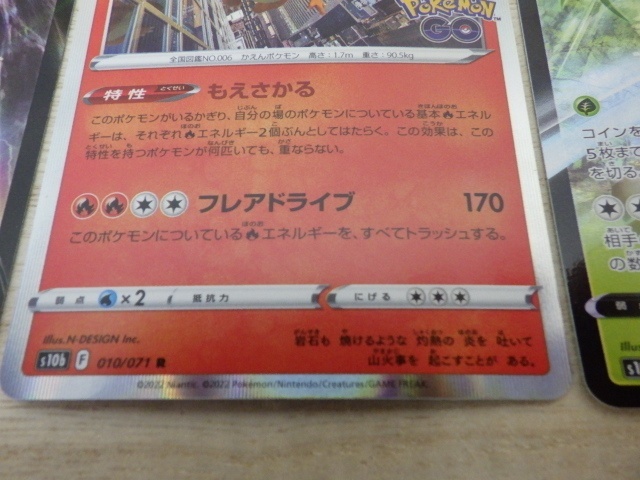 Pokémon GO
全国図鑑NO.006 かえんポケモン 高さ:1.7m 重さ:90.5kg
特性 とくせい もえさかる
このポケモンがいるかぎり、自分の場のポケモンについている基本エネル
ギーは、それぞれエネルギー2個ぶんとしてはたらく。この効果は、この
特性を持つポケモンが何匹いても、重ならない。
フレアドライブ 170
このポケモンについているエネルギーを、すべてトラッシュする。
弱点 ×2 抵抗力 にげる
Illus.N-DESIGN Inc.
岩石も 焼けるような 灼熱の 炎を 吐いて
山火事を 起こすことが ある。
s10b F 010/071 R
©2022 Niantic. ©2022 Pokémon/Nintendo/Creatures/GAME FREAK.
コインを
5枚まで
を切る。
相手
の数
弱
Illus